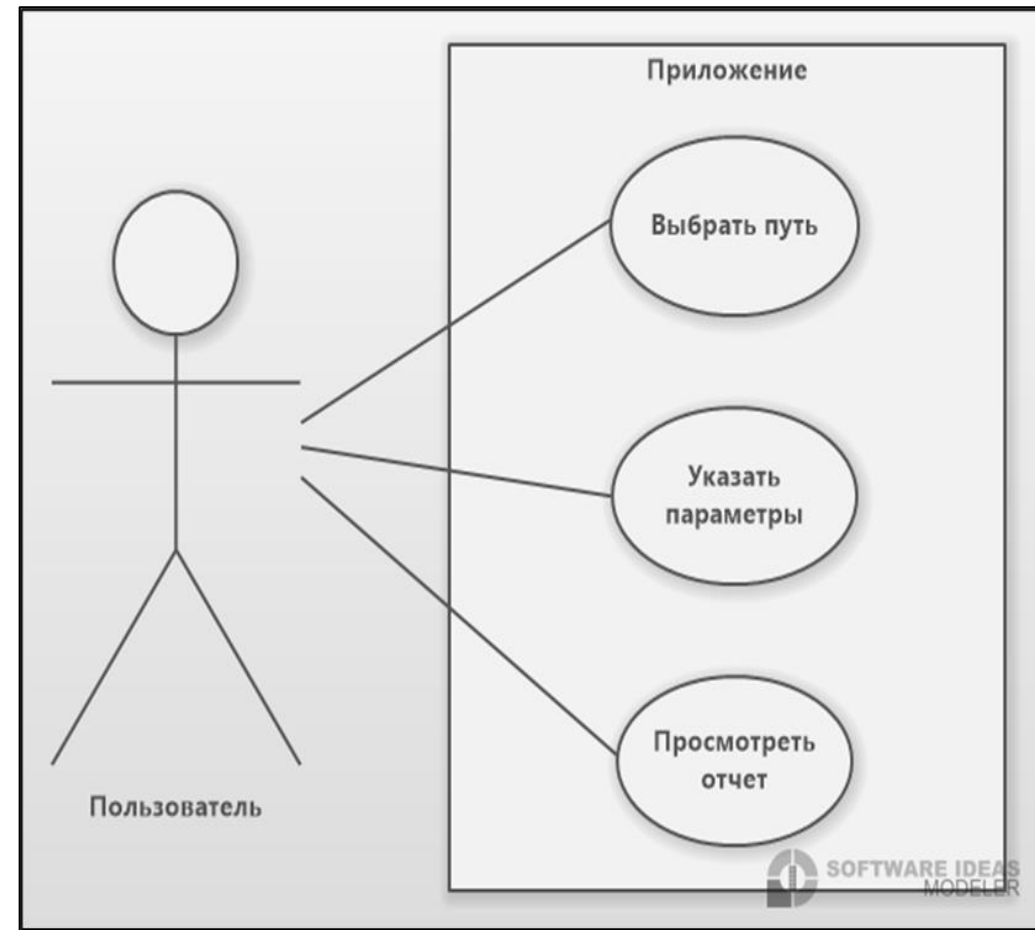 Приложение
Выбрать путь
Указать
параметры
Просмотреть
отчет
Пользователь
SOFTWARE IDEAS
MODELER